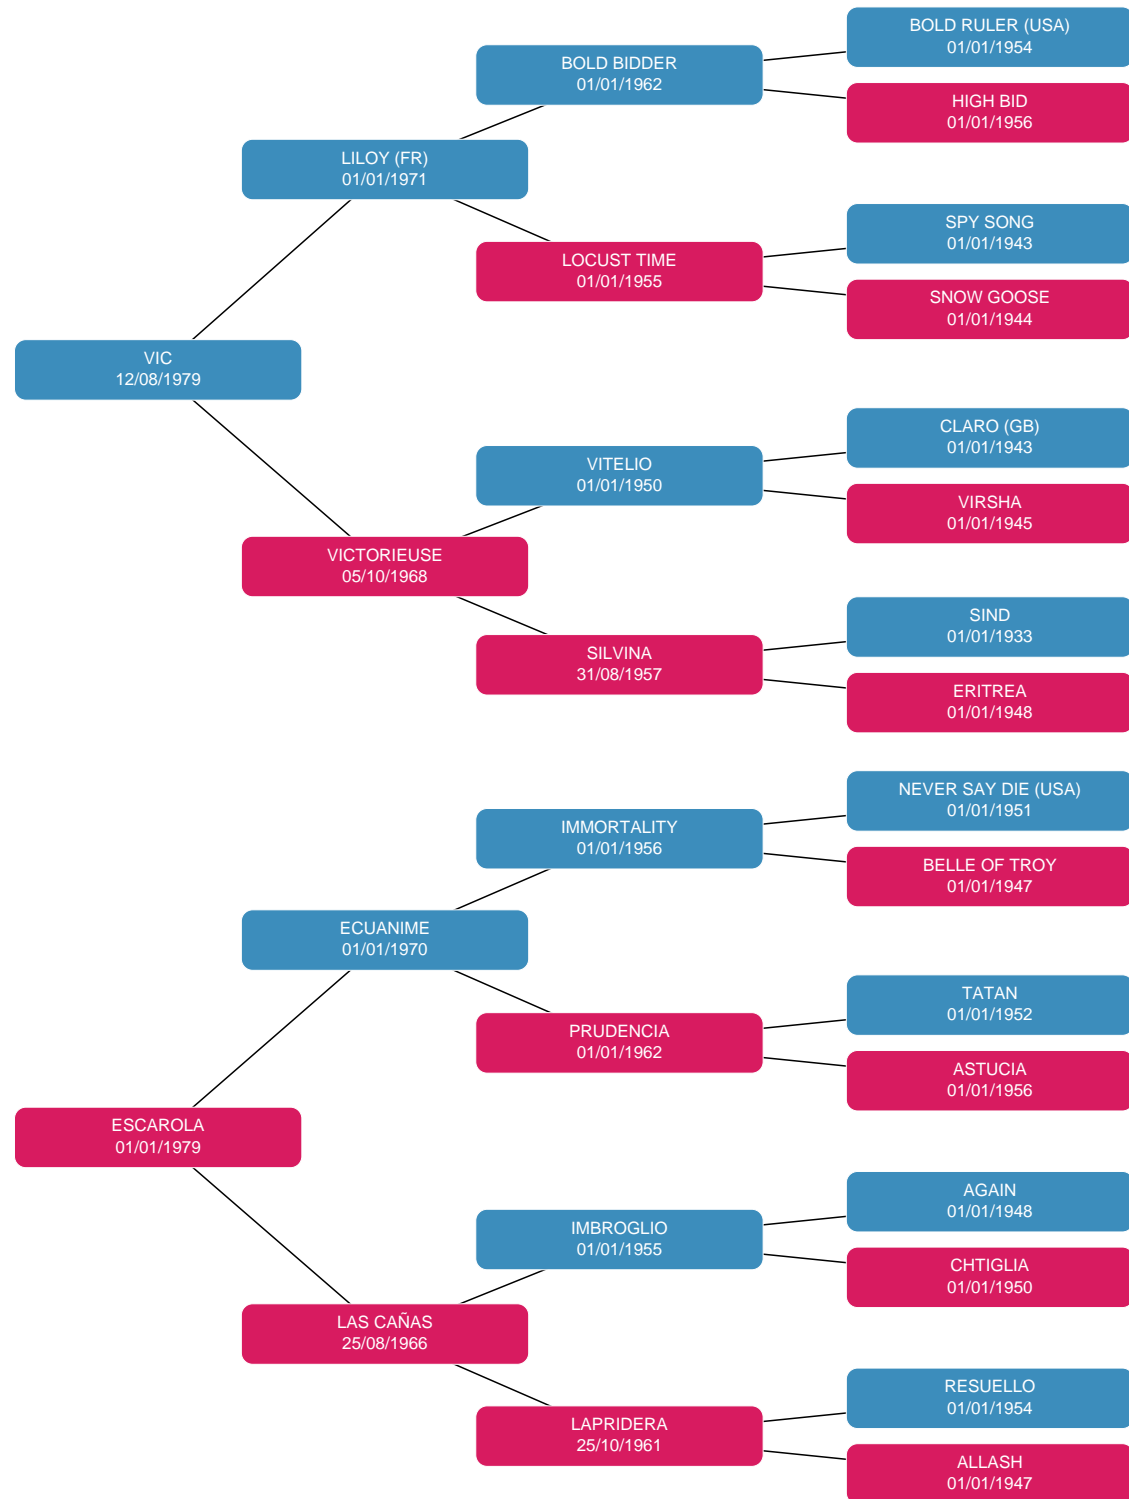 BOLD RULER (USA)
01/01/1954
BOLD BIDDER
01/01/1962
HIGH BID
01/01/1956
LILOY (FR)
01/01/1971
SPY SONG
01/01/1943
LOCUST TIME
01/01/1955
SNOW GOOSE
01/01/1944
VIC
12/08/1979
CLARO (GB)
01/01/1943
VITELIO
01/01/1950
VIRSHA
01/01/1945
VICTORIEUSE
05/10/1968
SIND
01/01/1933
SILVINA
31/08/1957
ERITREA
01/01/1948
NEVER SAY DIE (USA)
01/01/1951
IMMORTALITY
01/01/1956
BELLE OF TROY
01/01/1947
ECUANIME
01/01/1970
TATAN
01/01/1952
PRUDENCIA
01/01/1962
ASTUCIA
01/01/1956
ESCAROLA
01/01/1979
AGAIN
01/01/1948
IMBROGLIO
01/01/1955
CHTIGLIA
01/01/1950
LAS CAÑAS
25/08/1966
RESUELLO
01/01/1954
LAPRIDERA
25/10/1961
ALLASH
01/01/1947